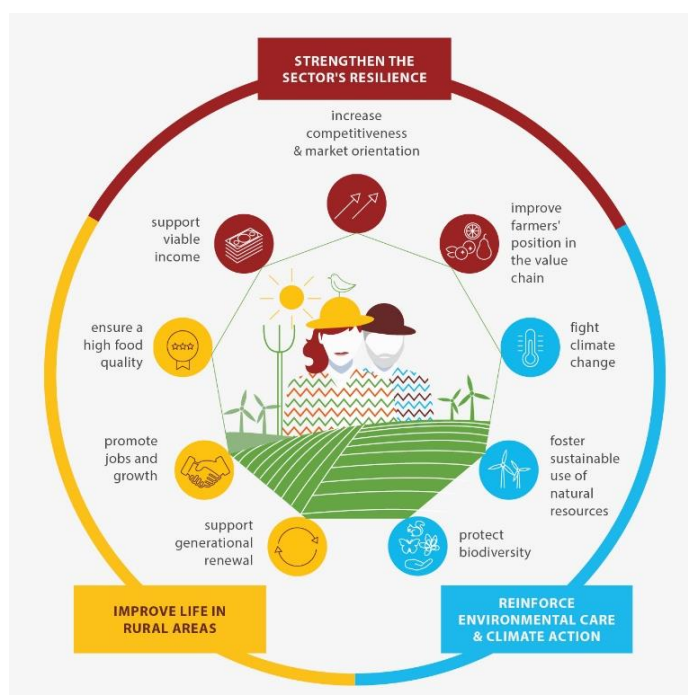 STRENGTHEN THE
SECTOR'S RESILIENCE
increase
competitiveness
& market orientation
support
viable
income
improve
farmers'
position in
the value
chain
ensure a
high food
quality
fight
climate
change
promote
jobs and
growth
foster
sustainable
use of
natural
resources
support
generational
renewal
protect
biodiversity
IMPROVE LIFE IN
RURAL AREAS
REINFORCE
ENVIRONMENTAL CARE
& CLIMATE ACTION